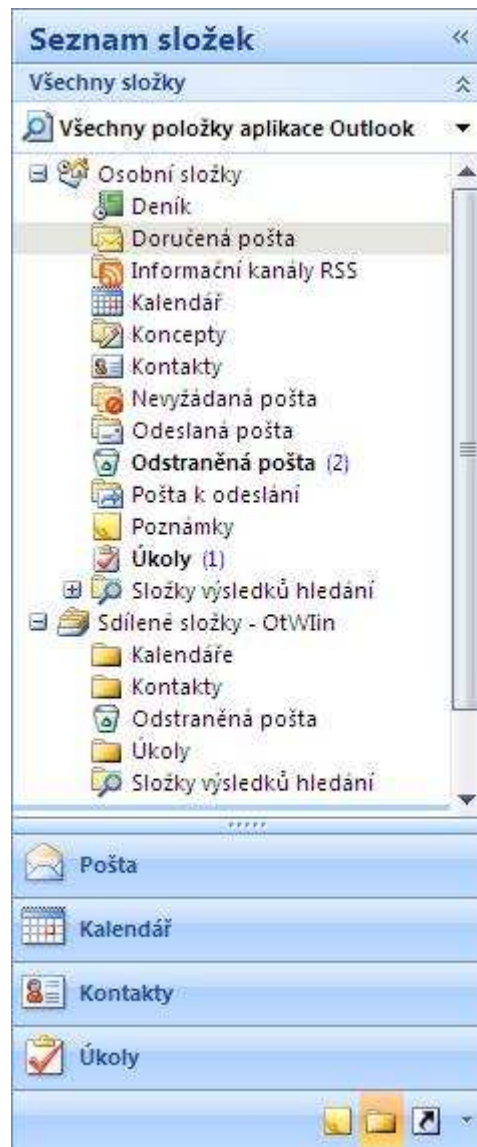 Seznam složek
Všechny složky
Všechny položky aplikace Outlook
Osobní složky
Deník
Doručená pošta
Informační kanály RSS
Kalendář
Koncepty
Kontakty
Nevyžádaná pošta
Odeslaná pošta
Odstraněná pošta (2)
Pošta k odeslání
Poznámky
Úkoly (1)
Složky výsledků hledání
Sdílené složky - OtWlin
Kalendáře
Kontakty
Odstraněná pošta
Úkoly
Složky výsledků hledání
Pošta
Kalendář
Kontakty
Úkoly